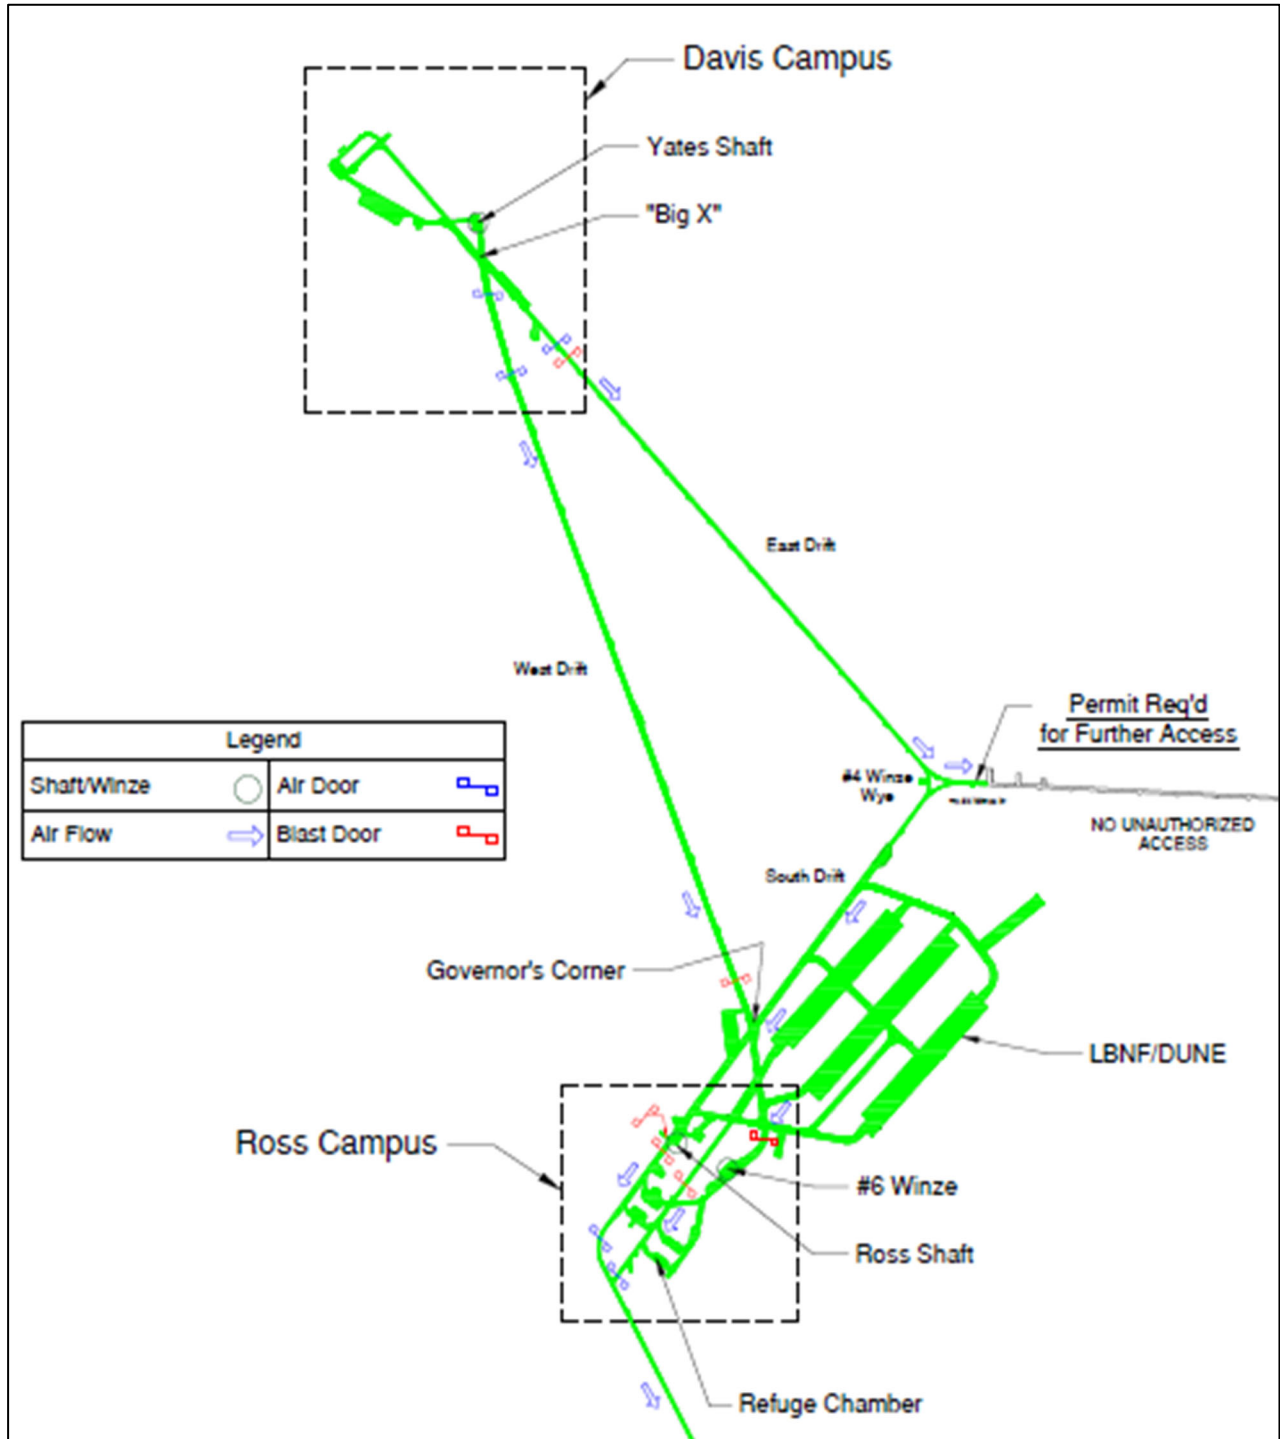 Davis Campus
Yates Shaft
"Big X"
East Drift
West Drift
Permit Req'd
for Further Access
Legend
Shaft/Winze
Air Door
Air Flow
Blast Door
#4 Winze
Wye
NO UNAUTHORIZED
ACCESS
South Drift
Governor's Corner
LBNF/DUNE
Ross Campus
#6 Winze
Ross Shaft
Refuge Chamber